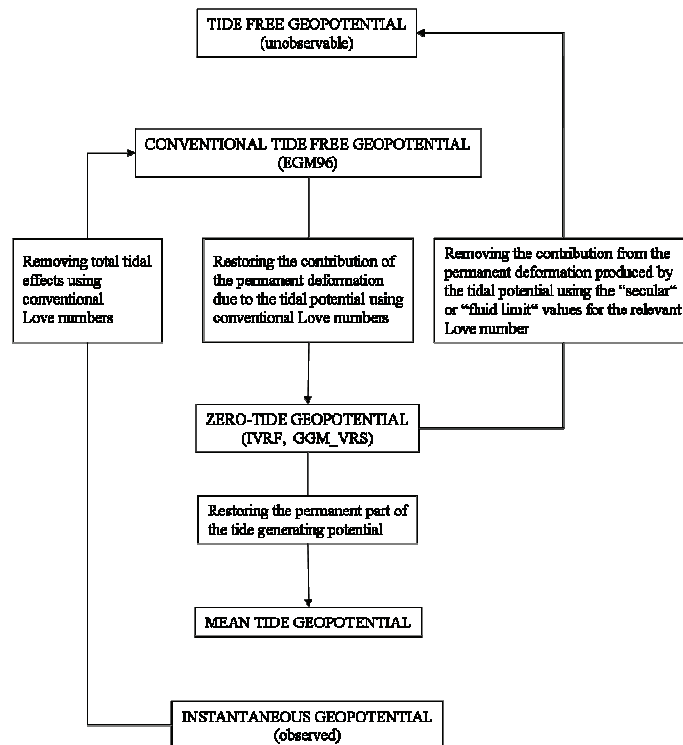 TIDE FREE GEOPOTENTIAL
(unobservable)
CONVENTIONAL TIDE FREE GEOPOTENTIAL
(EGM96)
Removing total tidal
effects using
conventional
Love numbers
Restoring the contribution of
the permanent deformation
due to the tidal potential using
conventional Love numbers
Removing the contribution from the
permanent deformation produced by
the tidal potential using the “secular“
or “fluid limit“ values for the relevant
Love number
ZERO-TIDE GEOPOTENTIAL
(IVRF, GGM_VRS)
Restoring the permanent part of
the tide generating potential
MEAN TIDE GEOPOTENTIAL
INSTANTANEOUS GEOPOTENTIAL
(observed)